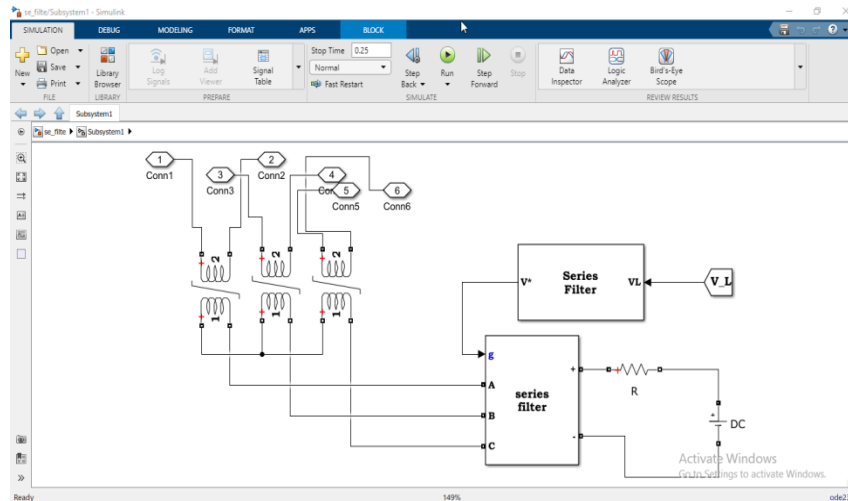 se_filte/Subsystem1 - Simulink
SIMULATION DEBUG MODELING FORMAT APPS BLOCK
New
Open
Save
Print
FILE
Library
Browser
LIBRARY
Log
Signals
Add
Viewer
Signal
Table
PREPARE
Stop Time 0.25
Normal
Fast Restart
Step
Back
Run
Step
Forward
Stop
SIMULATE
Data
Inspector
Logic
Analyzer
Bird's-Eye
Scope
REVIEW RESULTS
Subsystem1
se_filte Subsystem1
1
Conn1
2
Conn2
3
Conn3
4
5
Conn5
6
Conn6
2
2
2
1
1
1
V* Series
Filter VL
V_L
g
A
B
C
series
filter
+
-
R
DC
Activate Windows
Go to Settings to activate Windows.
Ready 149%